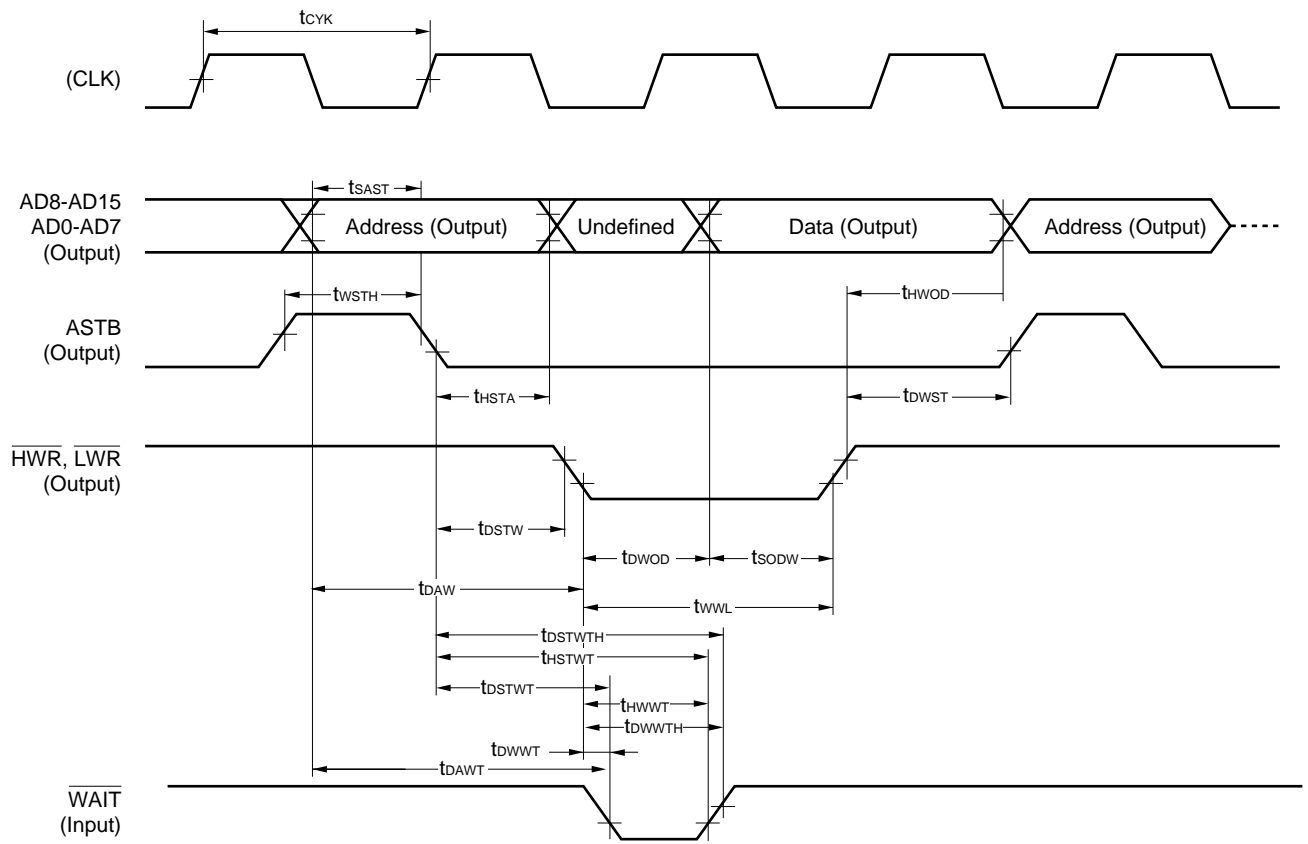 tCYK
(CLK)
tSAST
AD8-AD15
AD0-AD7
(Output)
Address (Output)
Undefined
Data (Output)
Address (Output)
tWSTH
tHWOD
ASTB
(Output)
tHSTA
tDWST
HWR, LWR
(Output)
tDSTW
tDWOD
tSODW
tDAW
tWWL
tDSTWTH
tHSTWT
tDSTWT
tHWWT
tDWWTH
tDWWT
tDAWT
WAIT
(Input)